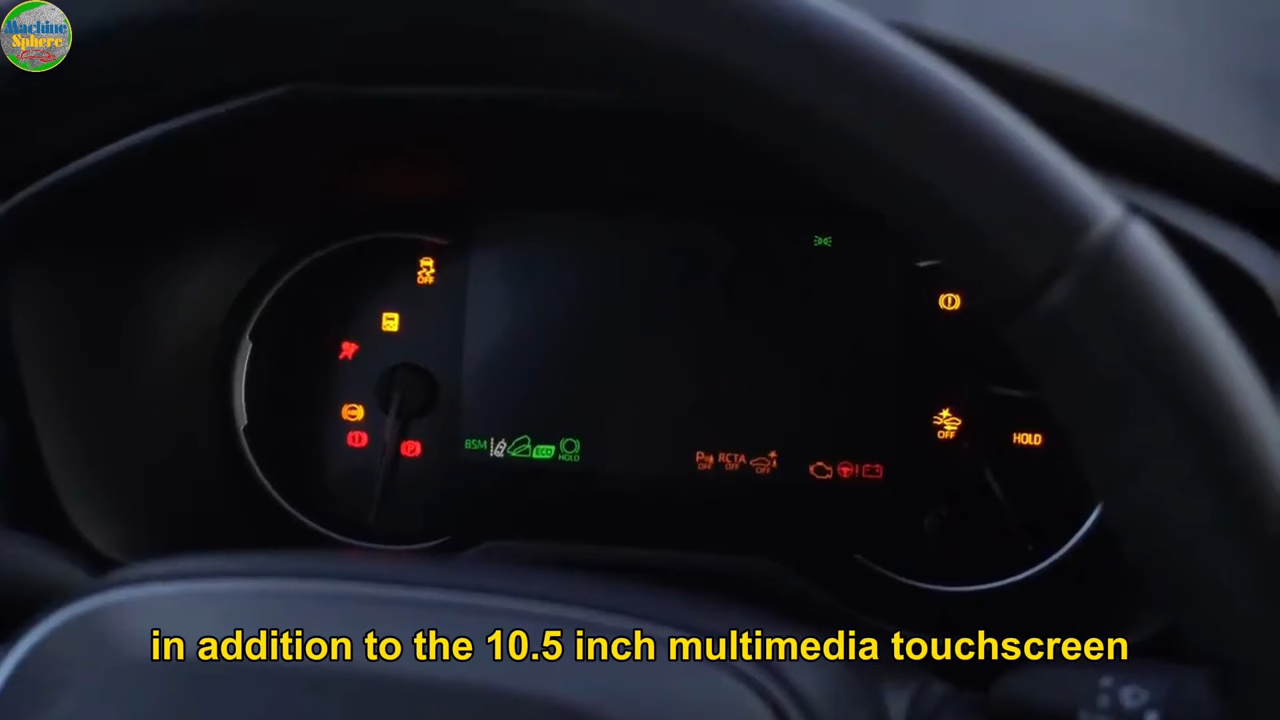 Machine
Sphere
OFF
ABS
P
BSM
ECO
HOLD
P OFF
RCTA OFF
OFF
OFF
HOLD
in addition to the 10.5 inch multimedia touchscreen